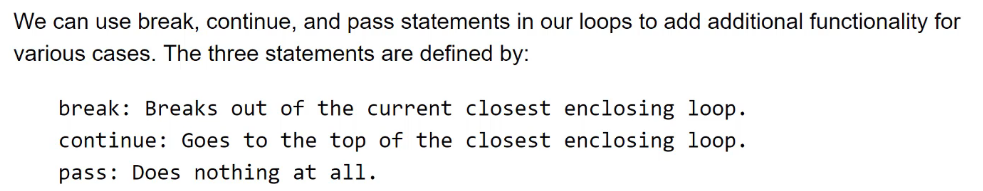 We can use break, continue, and pass statements in our loops to add additional functionality for
various cases. The three statements are defined by:
break: Breaks out of the current closest enclosing loop.
continue: Goes to the top of the closest enclosing loop.
pass: Does nothing at all.